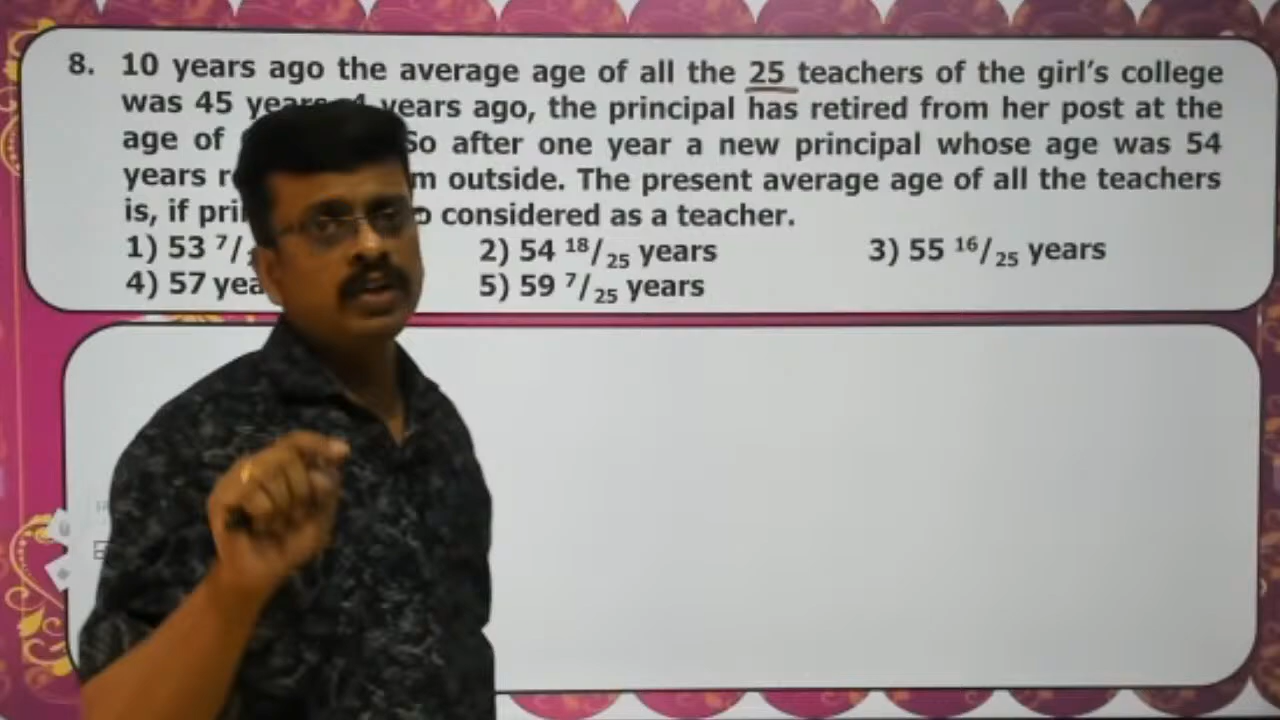 8. 10 years ago the average age of all the 25 teachers of the girl's college
was 45 years. 4 years ago, the principal has retired from her post at the
age of So after one year a new principal whose age was 54
years outside. The present average age of all the teachers
is, if considered as a teacher.
1) 53 ⁷/ 2) 54 ¹⁸/₂₅ years 3) 55 ¹⁶/₂₅ years
4) 57 5) 59 ⁷/₂₅ years